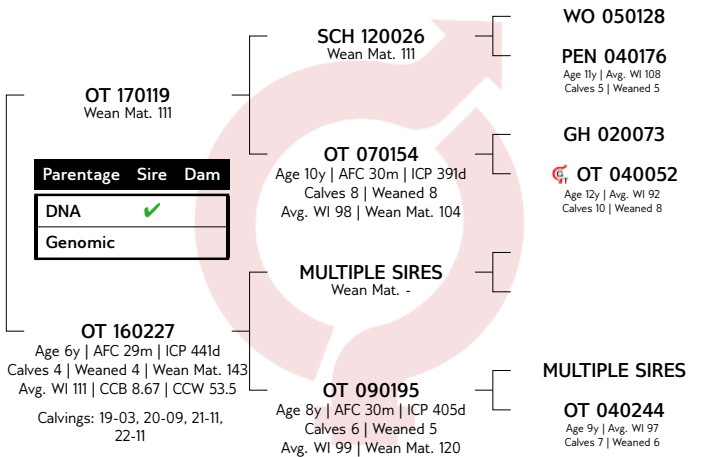 WO 050128
SCH 120026
Wean Mat. 111
PEN 040176
Age 11y | Avg. WI 108
Calves 5 | Weaned 5
OT 170119
Wean Mat. 111
GH 020073
OT 070154
Age 10y | AFC 30m | ICP 391d
Calves 8 | Weaned 8
Avg. WI 98 | Wean Mat. 104
OT 040052
Age 12y | Avg. WI 92
Calves 10 | Weaned 8
Parentage Sire Dam
DNA ✔
Genomic
MULTIPLE SIRES
Wean Mat. -
OT 160227
Age 6y | AFC 29m | ICP 441d
Calves 4 | Weaned 4 | Wean Mat. 143
Avg. WI 111 | CCB 8.67 | CCW 53.5
Calvings: 19-03, 20-09, 21-11,
22-11
MULTIPLE SIRES
OT 090195
Age 8y | AFC 30m | ICP 405d
Calves 6 | Weaned 5
Avg. WI 99 | Wean Mat. 120
OT 040244
Age 9y | Avg. WI 97
Calves 7 | Weaned 6